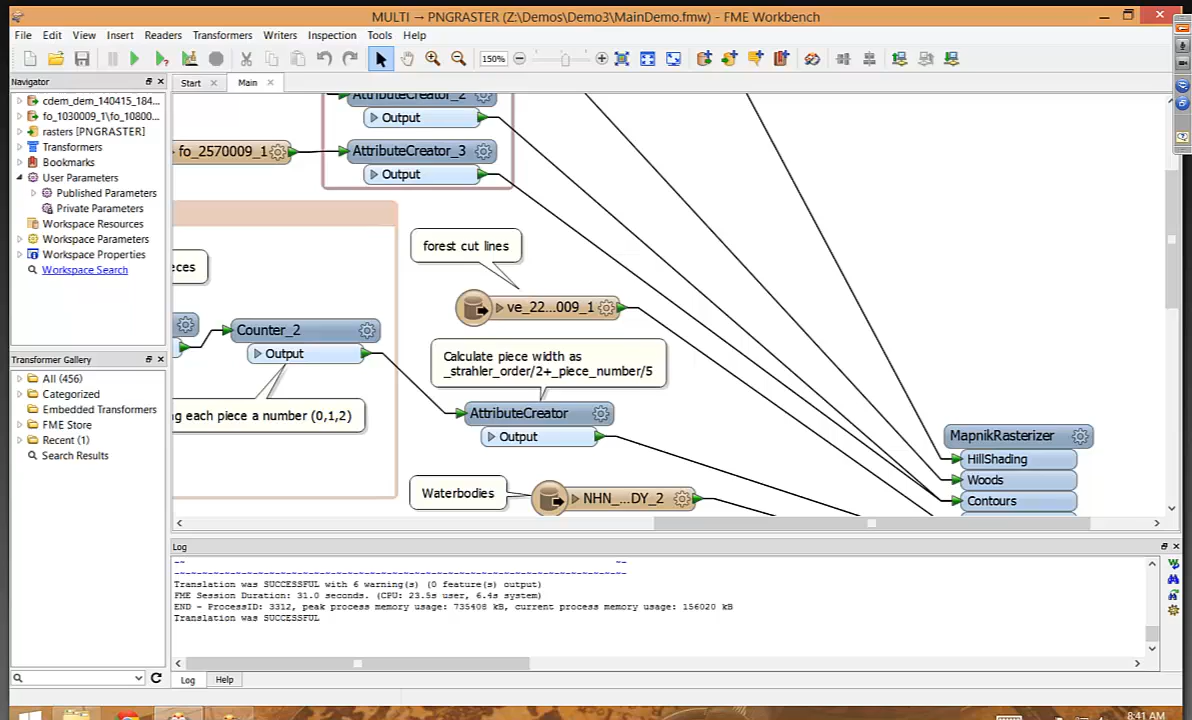 MULTI → PNGRASTER (Z:\Demos\Demo3\MainDemo.fmw) - FME Workbench
File Edit View Insert Readers Transformers Writers Inspection Tools Help
150%
Navigator
Start
Main
cdem_dem_140415_184...
fo_1030009_1\fo_10800...
rasters [PNGRASTER]
Transformers
Bookmarks
User Parameters
Published Parameters
Private Parameters
Workspace Resources
Workspace Parameters
Workspace Properties
Workspace Search
Transformer Gallery
All (456)
Categorized
Embedded Transformers
FME Store
Recent (1)
Search Results
AttributeCreator_2
Output
fo_2570009_1
AttributeCreator_3
Output
forest cut lines
ve_22...009_1
Counter_2
Output
Calculate piece width as
_strahler_order/2+_piece_number/5
g each piece a number (0,1,2)
AttributeCreator
Output
Waterbodies
NHN_...DY_2
MapnikRasterizer
HillShading
Woods
Contours
Log
Translation was SUCCESSFUL with 6 warning(s) (0 feature(s) output)
FME Session Duration: 31.0 seconds. (CPU: 23.5s user, 6.4s system)
END - ProcessID: 3312, peak process memory usage: 735408 kB, current process memory usage: 156020 kB
Translation was SUCCESSFUL
Log
Help
8:41 AM